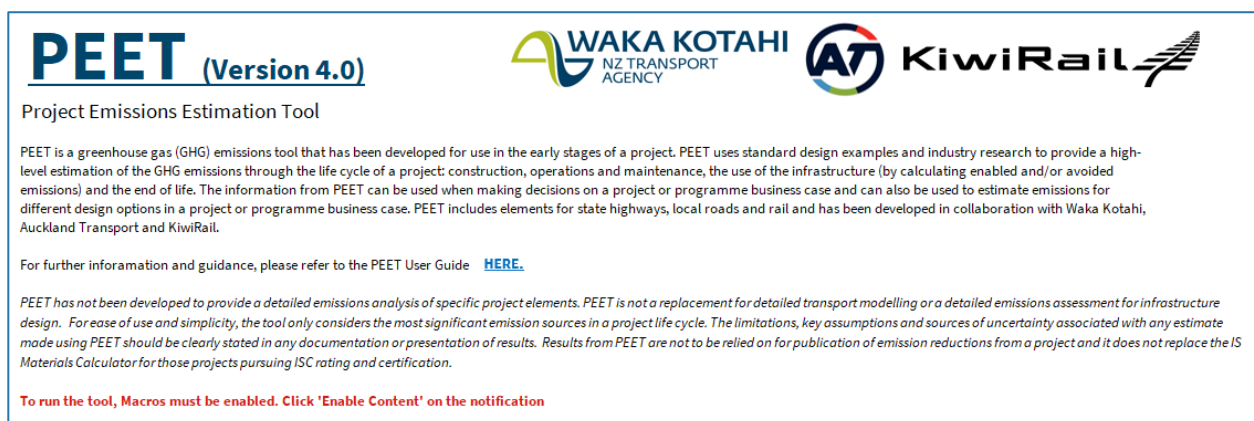 PEET (Version 4.0)
WAKA KOTAHI
NZ TRANSPORT
AGENCY
AT
KiwiRail
Project Emissions Estimation Tool
PEET is a greenhouse gas (GHG) emissions tool that has been developed for use in the early stages of a project. PEET uses standard design examples and industry research to provide a high-
level estimation of the GHG emissions through the life cycle of a project: construction, operations and maintenance, the use of the infrastructure (by calculating enabled and/or avoided
emissions) and the end of life. The information from PEET can be used when making decisions on a project or programme business case and can also be used to estimate emissions for
different design options in a project or programme business case. PEET includes elements for state highways, local roads and rail and has been developed in collaboration with Waka Kotahi,
Auckland Transport and KiwiRail.
For further inforamation and guidance, please refer to the PEET User Guide HERE.
PEET has not been developed to provide a detailed emissions analysis of specific project elements. PEET is not a replacement for detailed transport modelling or a detailed emissions assessment for infrastructure
design. For ease of use and simplicity, the tool only considers the most significant emission sources in a project life cycle. The limitations, key assumptions and sources of uncertainty associated with any estimate
made using PEET should be clearly stated in any documentation or presentation of results. Results from PEET are not to be relied on for publication of emission reductions from a project and it does not replace the IS
Materials Calculator for those projects pursuing ISC rating and certification.
To run the tool, Macros must be enabled. Click 'Enable Content' on the notification